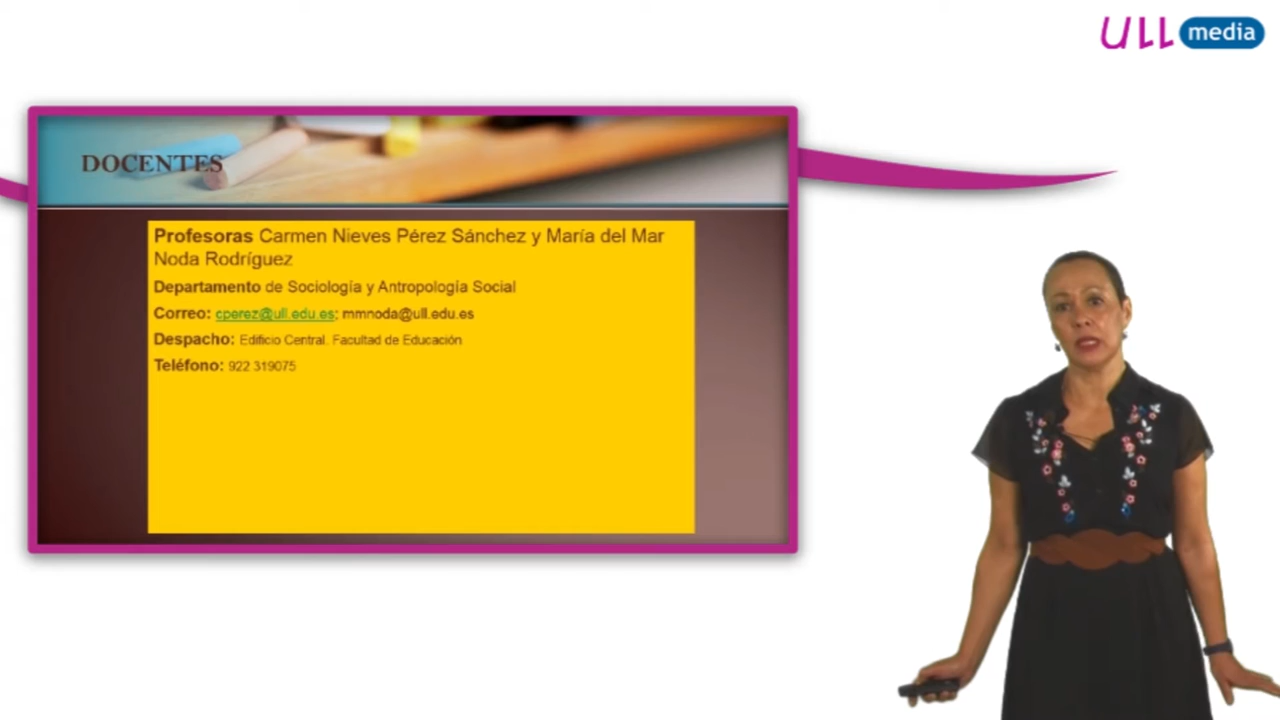 ULL media
DOCENTES
Profesoras Carmen Nieves Pérez Sánchez y María del Mar
Noda Rodríguez
Departamento de Sociología y Antropología Social
Correo: cperez@ull.edu.es; mmnoda@ull.edu.es
Despacho: Edificio Central. Facultad de Educación
Teléfono: 922 319075